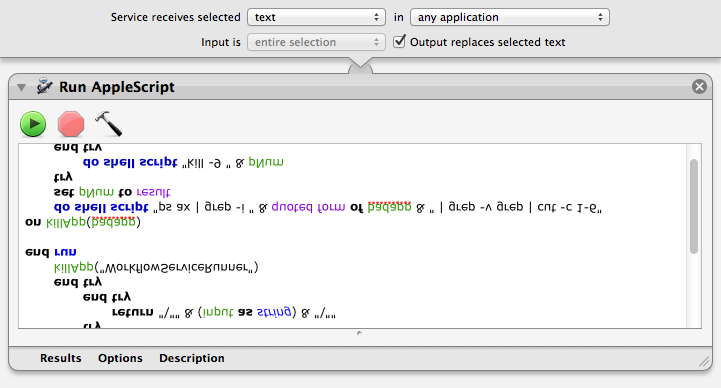 Service receives selected text in any application
Input is entire selection Output replaces selected text
Run AppleScript
try
return "\"" & (input as string) & "\""
end try
end try
killApp("WorkflowServiceRunner")
end run
on killApp(badapp)
do shell script "ps ax | grep -i " & quoted form of badapp & " | grep -v grep | cut -c 1-6"
set pNum to result
try
do shell script "kill -9 " & pNum
end try
Results Options Description